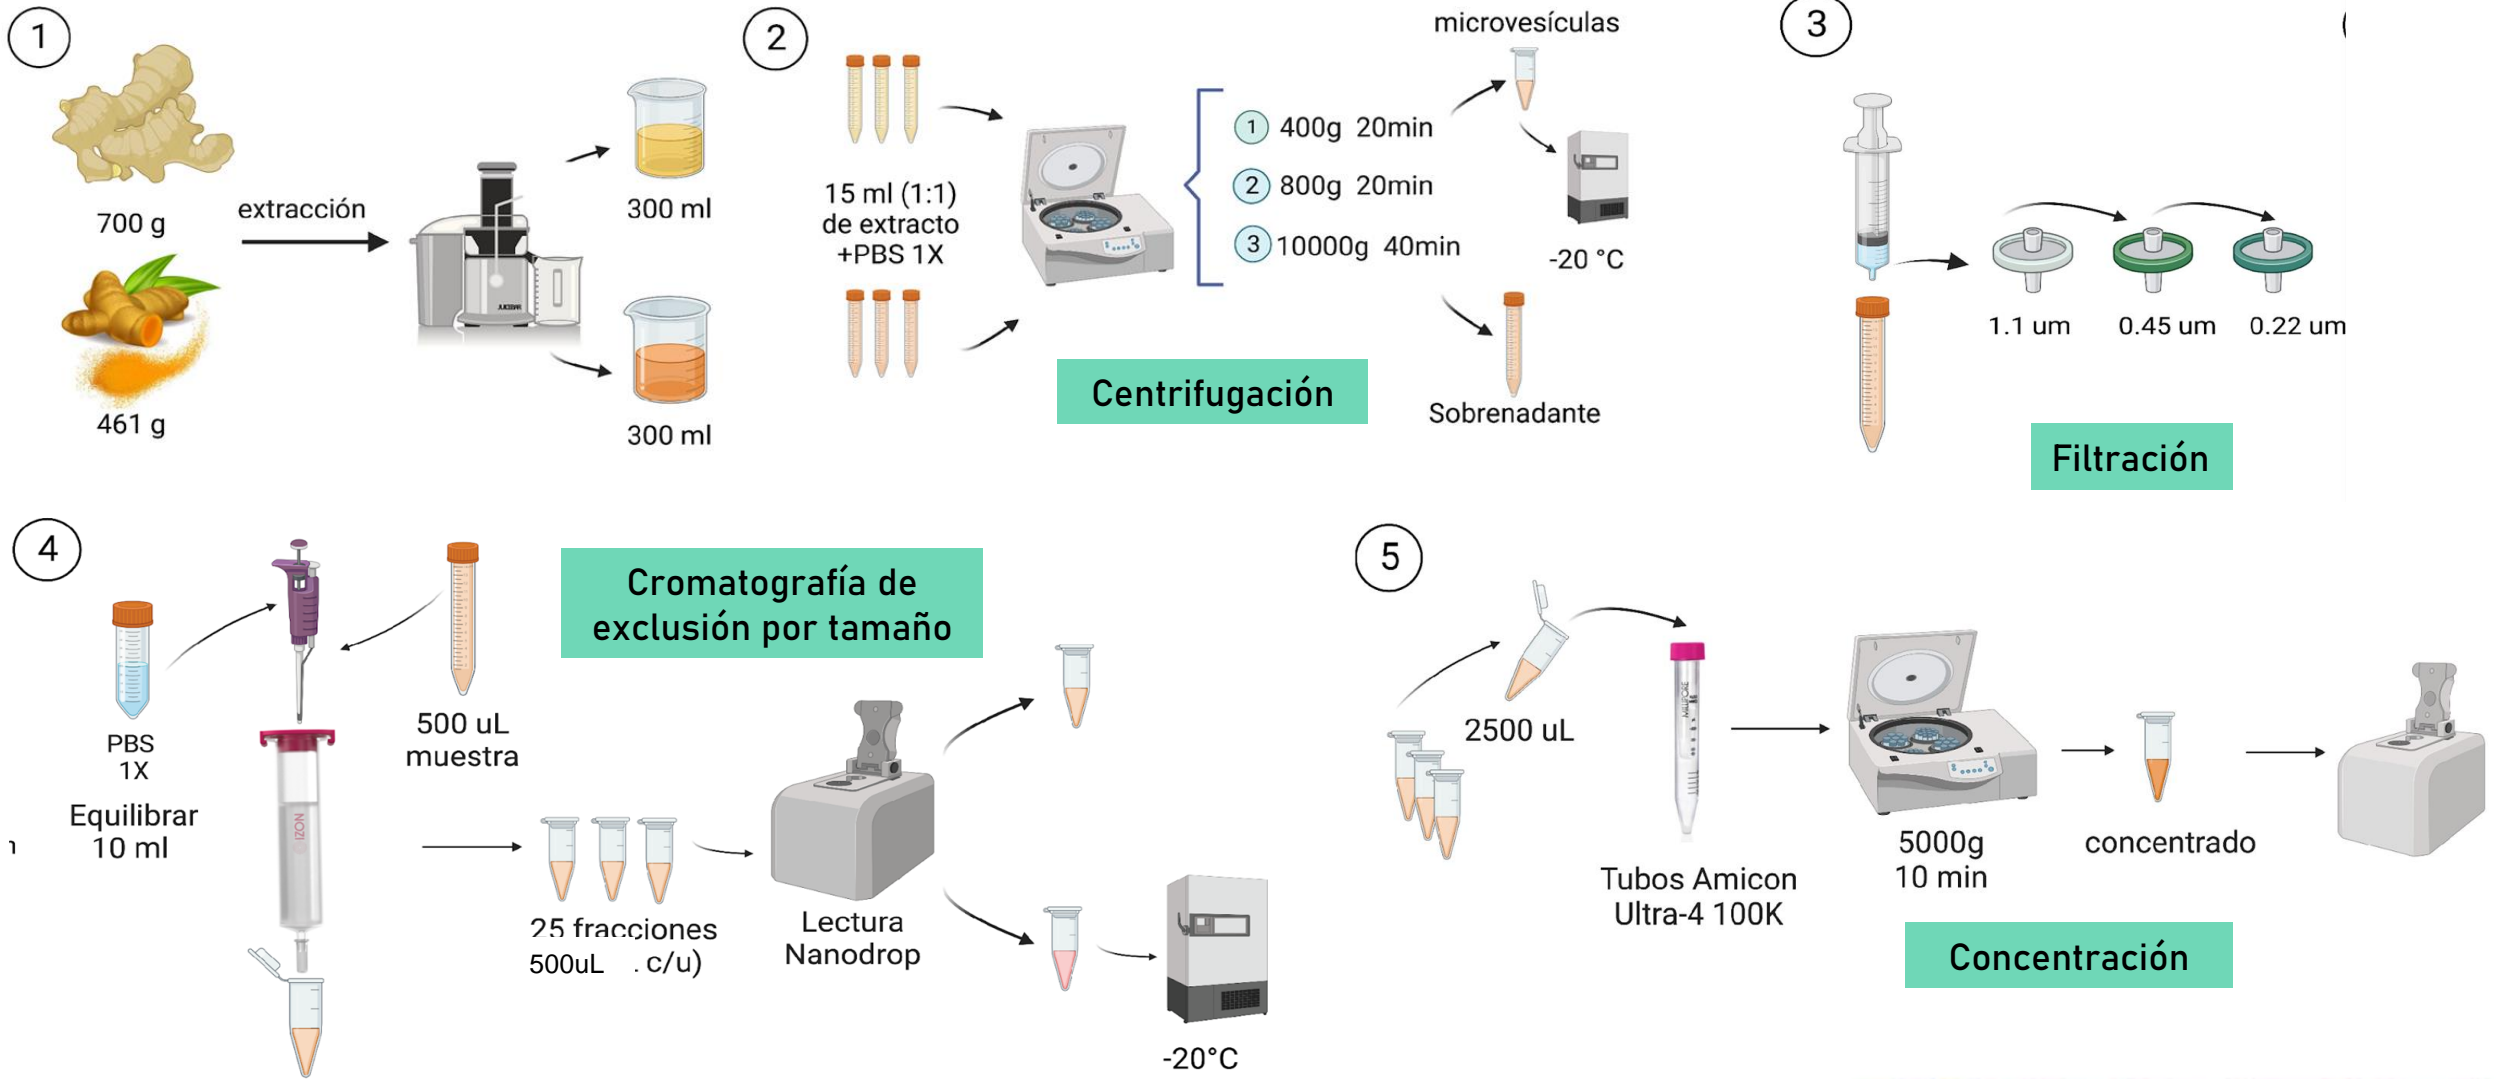 1
700 g
461 g
extracción
JUICEBAR
300 ml
300 ml
2
15 ml (1:1)
de extracto
+PBS 1X
1 400g 20min
2 800g 20min
3 10000g 40min
microvesículas
-20 °C
Sobrenadante
Centrifugación
3
1.1 um
0.45 um
0.22 um
Filtración
4
PBS
1X
Equilibrar
10 ml
500 uL
muestra
IZON
Cromatografía de
exclusión por tamaño
25 fracciones
500uL . c/u)
Lectura
Nanodrop
-20°C
5
2500 uL
MILLIPORE
Tubos Amicon
Ultra-4 100K
5000g
10 min
concentrado
Concentración